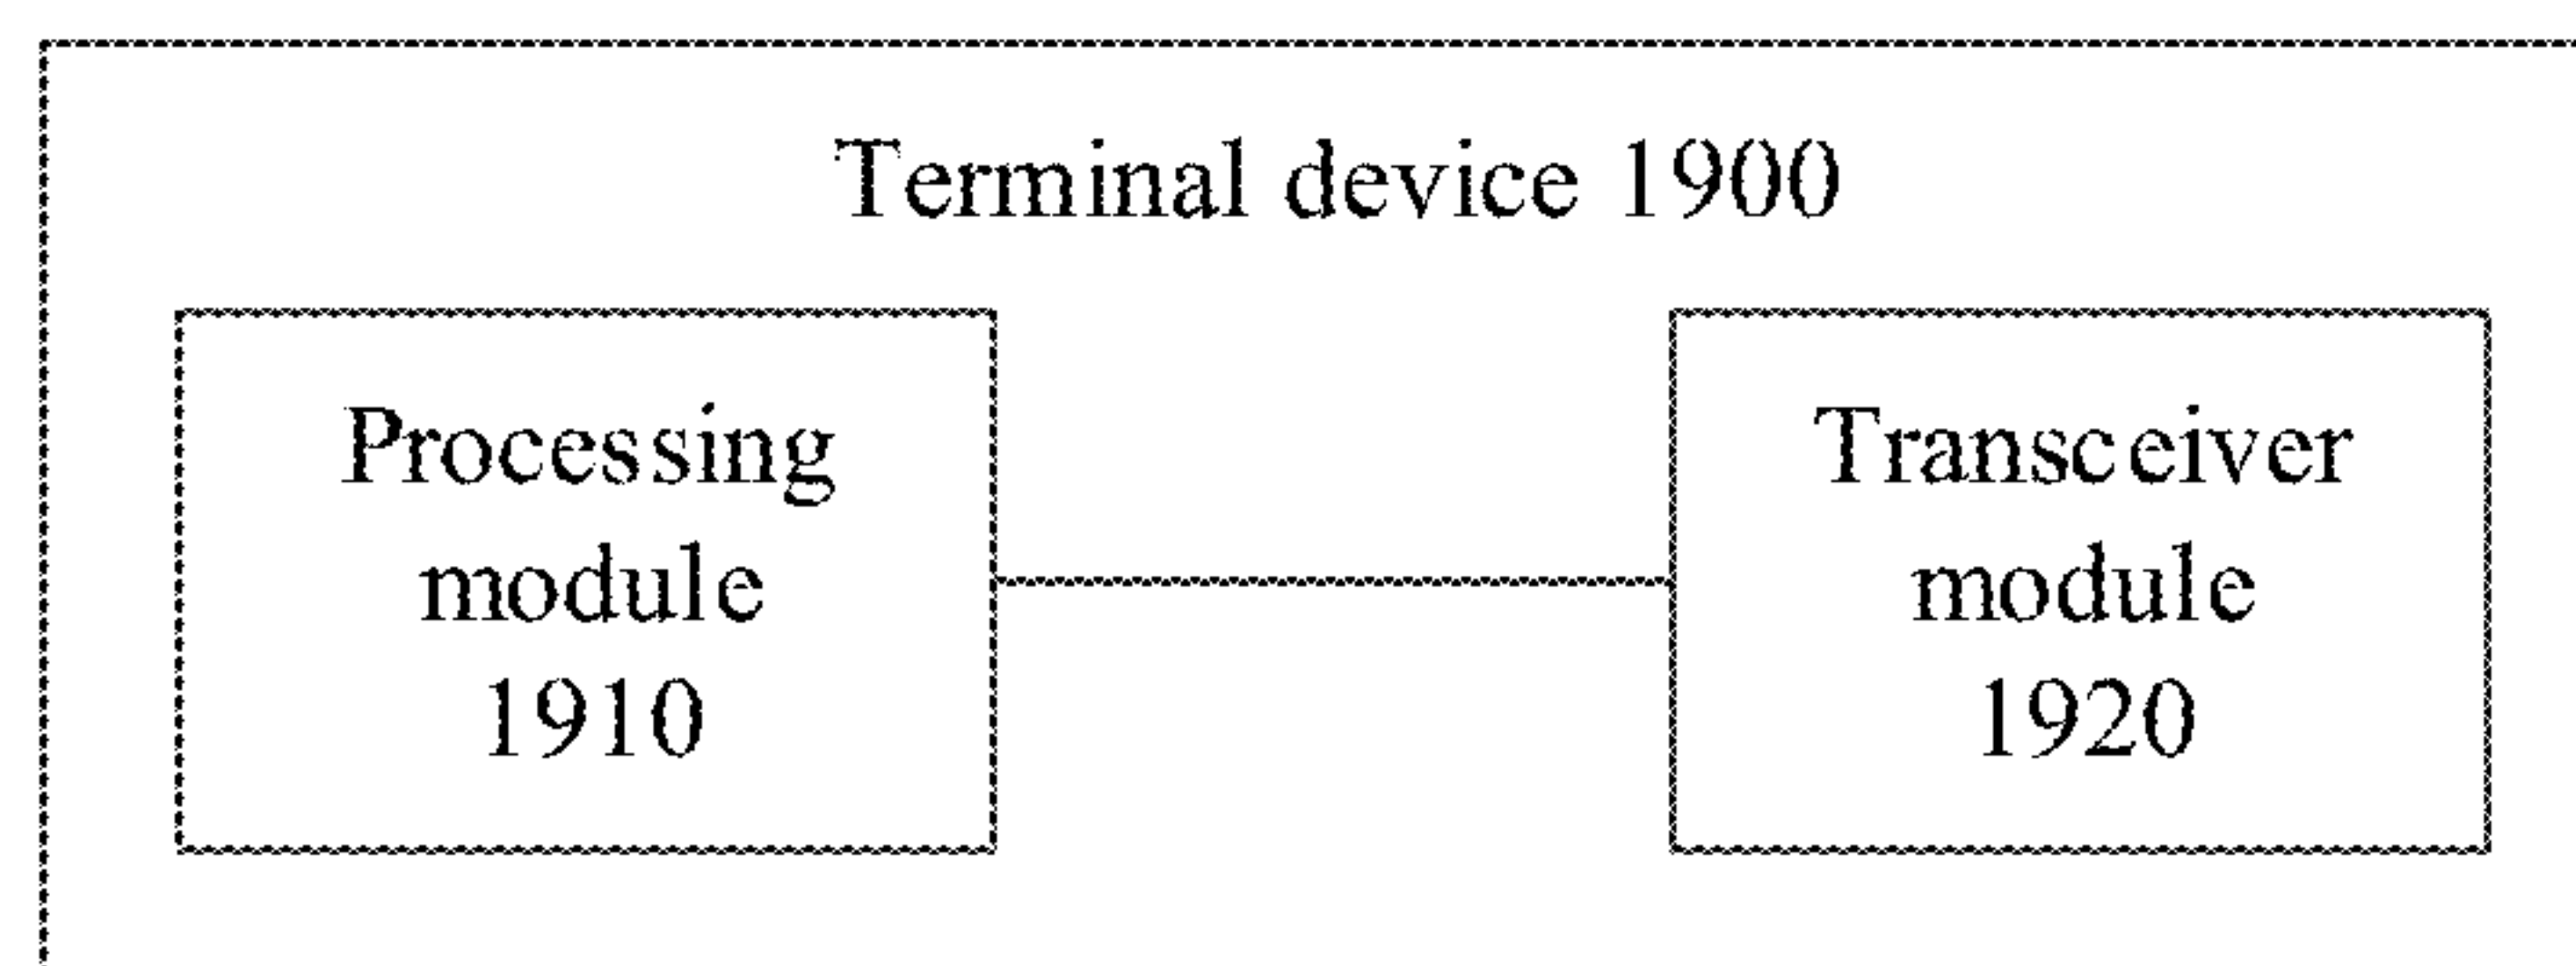 Terminal device 1900
Processing
module
1910
Transceiver
module
1920